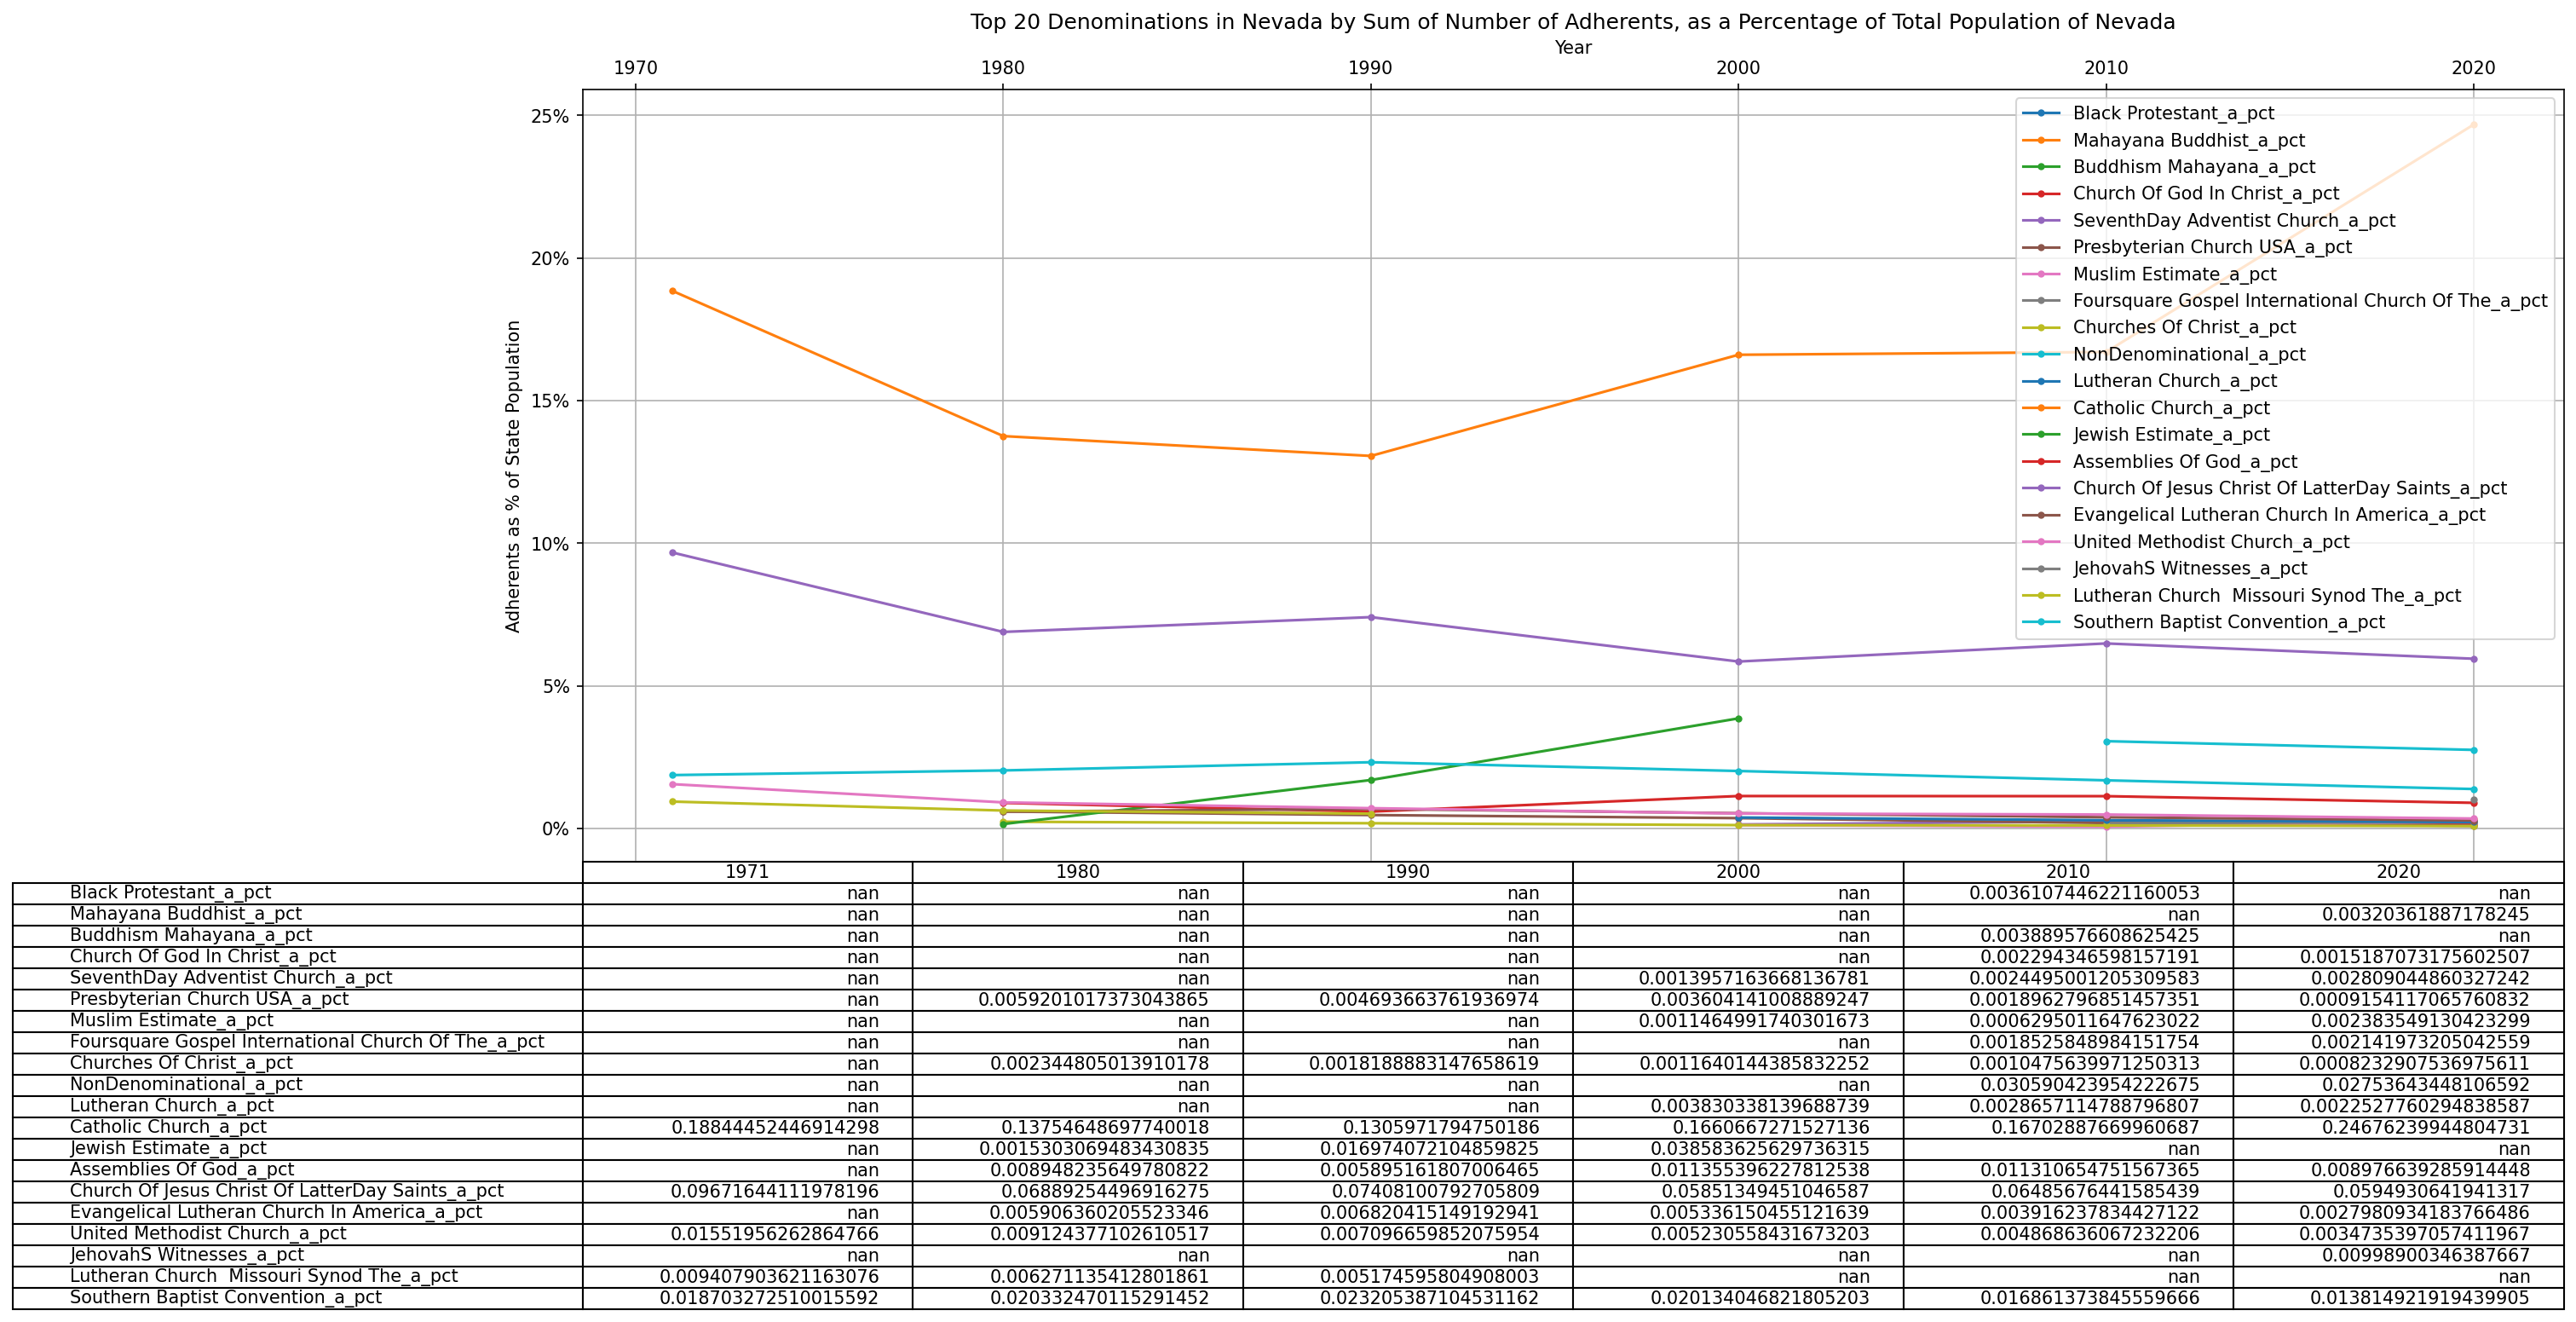 Top 20 Denominations in Nevada by Sum of Number of Adherents, as a Percentage of Total Population of Nevada
Year
1970 1980 1990 2000 2010 2020
Adherents as % of State Population
25%
20%
15%
10%
5%
0%
Black Protestant_a_pct
Mahayana Buddhist_a_pct
Buddhism Mahayana_a_pct
Church Of God In Christ_a_pct
SeventhDay Adventist Church_a_pct
Presbyterian Church USA_a_pct
Muslim Estimate_a_pct
Foursquare Gospel International Church Of The_a_pct
Churches Of Christ_a_pct
NonDenominational_a_pct
Lutheran Church_a_pct
Catholic Church_a_pct
Jewish Estimate_a_pct
Assemblies Of God_a_pct
Church Of Jesus Christ Of LatterDay Saints_a_pct
Evangelical Lutheran Church In America_a_pct
United Methodist Church_a_pct
JehovahS Witnesses_a_pct
Lutheran Church  Missouri Synod The_a_pct
Southern Baptist Convention_a_pct
1971 1980 1990 2000 2010 2020
Black Protestant_a_pct nan nan nan nan 0.0036107446221160053 nan
Mahayana Buddhist_a_pct nan nan nan nan nan 0.00320361887178245
Buddhism Mahayana_a_pct nan nan nan nan 0.003889576608625425 nan
Church Of God In Christ_a_pct nan nan nan nan 0.002294346598157191 0.0015187073175602507
SeventhDay Adventist Church_a_pct nan nan nan 0.0013957163668136781 0.0024495001205309583 0.002809044860327242
Presbyterian Church USA_a_pct nan 0.0059201017373043865 0.004693663761936974 0.003604141008889247 0.0018962796851457351 0.0009154117065760832
Muslim Estimate_a_pct nan nan nan 0.0011464991740301673 0.0006295011647623022 0.002383549130423299
Foursquare Gospel International Church Of The_a_pct nan nan nan nan 0.0018525848984151754 0.002141973205042559
Churches Of Christ_a_pct nan 0.002344805013910178 0.0018188883147658619 0.0011640144385832252 0.0010475639971250313 0.0008232907536975611
NonDenominational_a_pct nan nan nan nan 0.030590423954222675 0.02753643448106592
Lutheran Church_a_pct nan nan nan 0.003830338139688739 0.0028657114788796807 0.0022527760294838587
Catholic Church_a_pct 0.18844452446914298 0.13754648697740018 0.1305971794750186 0.1660667271527136 0.16702887669960687 0.24676239944804731
Jewish Estimate_a_pct nan 0.0015303069483430835 0.016974072104859825 0.038583625629736315 nan nan
Assemblies Of God_a_pct nan 0.008948235649780822 0.005895161807006465 0.011355396227812538 0.011310654751567365 0.008976639285914448
Church Of Jesus Christ Of LatterDay Saints_a_pct 0.09671644111978196 0.06889254496916275 0.07408100792705809 0.05851349451046587 0.06485676441585439 0.0594930641941317
Evangelical Lutheran Church In America_a_pct nan 0.005906360205523346 0.006820415149192941 0.005336150455121639 0.003916237834427122 0.0027980934183766486
United Methodist Church_a_pct 0.01551956262864766 0.009124377102610517 0.007096659852075954 0.005230558431673203 0.004868636067232206 0.0034735397057411967
JehovahS Witnesses_a_pct nan nan nan nan nan 0.00998900346387667
Lutheran Church  Missouri Synod The_a_pct 0.009407903621163076 0.006271135412801861 0.005174595804908003 nan nan nan
Southern Baptist Convention_a_pct 0.018703272510015592 0.020332470115291452 0.023205387104531162 0.020134046821805203 0.016861373845559666 0.013814921919439905